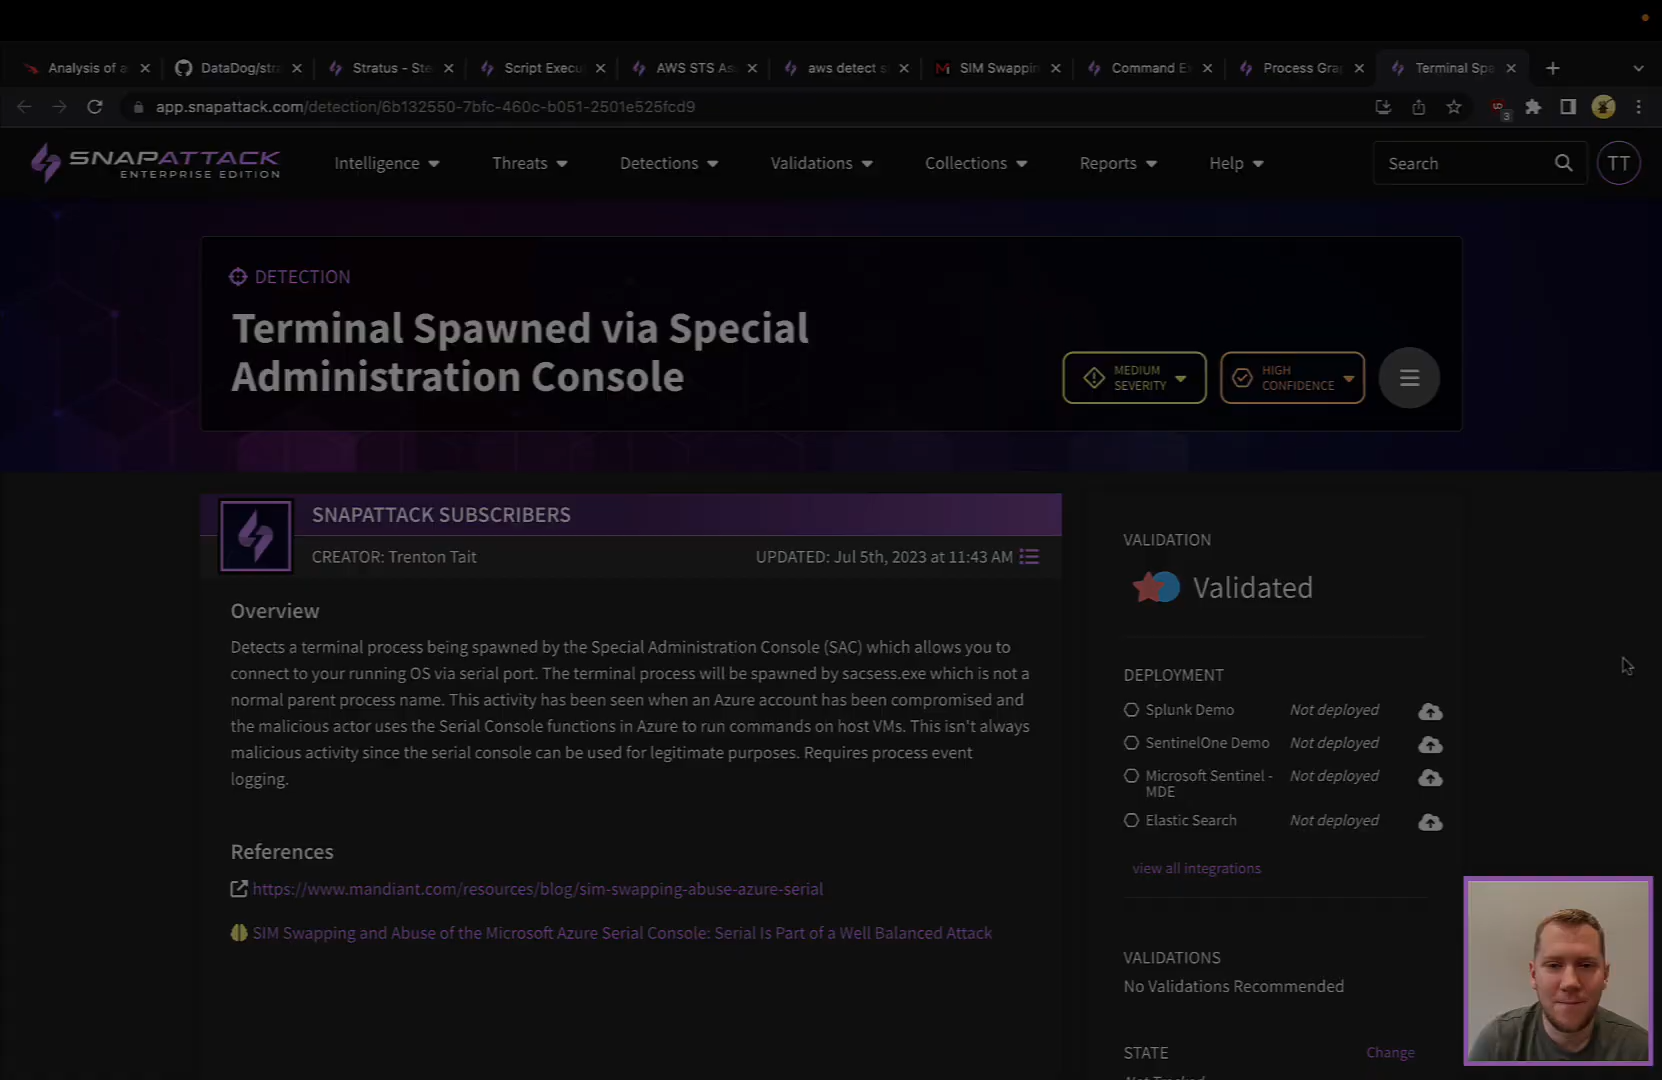 Analysis of a
DataDog/stra
Stratus - Ste
Script Execu
AWS STS As
aws detect s
SIM Swappin
Command E
Process Gra
Terminal Spa
app.snapattack.com/detection/6b132550-7bfc-460c-b051-2501e525fcd9
3
SNAPATTACK
ENTERPRISE EDITION
Intelligence
Threats
Detections
Validations
Collections
Reports
Help
Search
TT
DETECTION
Terminal Spawned via Special
Administration Console
MEDIUM
SEVERITY
HIGH
CONFIDENCE
SNAPATTACK SUBSCRIBERS
CREATOR: Trenton Tait
UPDATED: Jul 5th, 2023 at 11:43 AM
Overview
Detects a terminal process being spawned by the Special Administration Console (SAC) which allows you to
connect to your running OS via serial port. The terminal process will be spawned by sacsess.exe which is not a
normal parent process name. This activity has been seen when an Azure account has been compromised and
the malicious actor uses the Serial Console functions in Azure to run commands on host VMs. This isn't always
malicious activity since the serial console can be used for legitimate purposes. Requires process event
logging.
References
https://www.mandiant.com/resources/blog/sim-swapping-abuse-azure-serial
SIM Swapping and Abuse of the Microsoft Azure Serial Console: Serial Is Part of a Well Balanced Attack
VALIDATION
Validated
DEPLOYMENT
Splunk Demo Not deployed
SentinelOne Demo Not deployed
Microsoft Sentinel - Not deployed
MDE
Elastic Search Not deployed
view all integrations
VALIDATIONS
No Validations Recommended
STATE Change